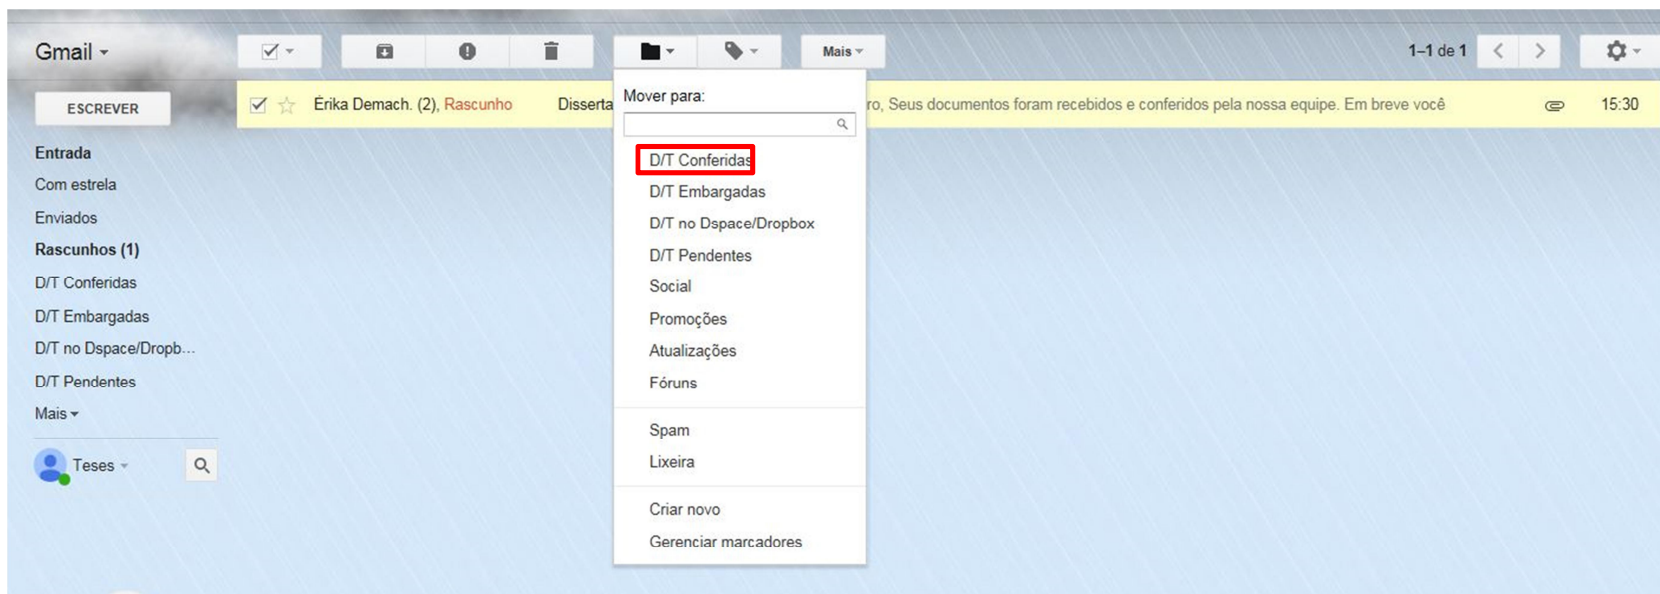 Gmail
Mais
1–1 de 1
ESCREVER
Érika Demach. (2), Rascunho Disserta ro, Seus documentos foram recebidos e conferidos pela nossa equipe. Em breve você 15:30
Entrada
Com estrela
Enviados
Rascunhos (1)
D/T Conferidas
D/T Embargadas
D/T no Dspace/Dropb...
D/T Pendentes
Mais
Teses
Mover para:
D/T Conferidas
D/T Embargadas
D/T no Dspace/Dropbox
D/T Pendentes
Social
Promoções
Atualizações
Fóruns
Spam
Lixeira
Criar novo
Gerenciar marcadores